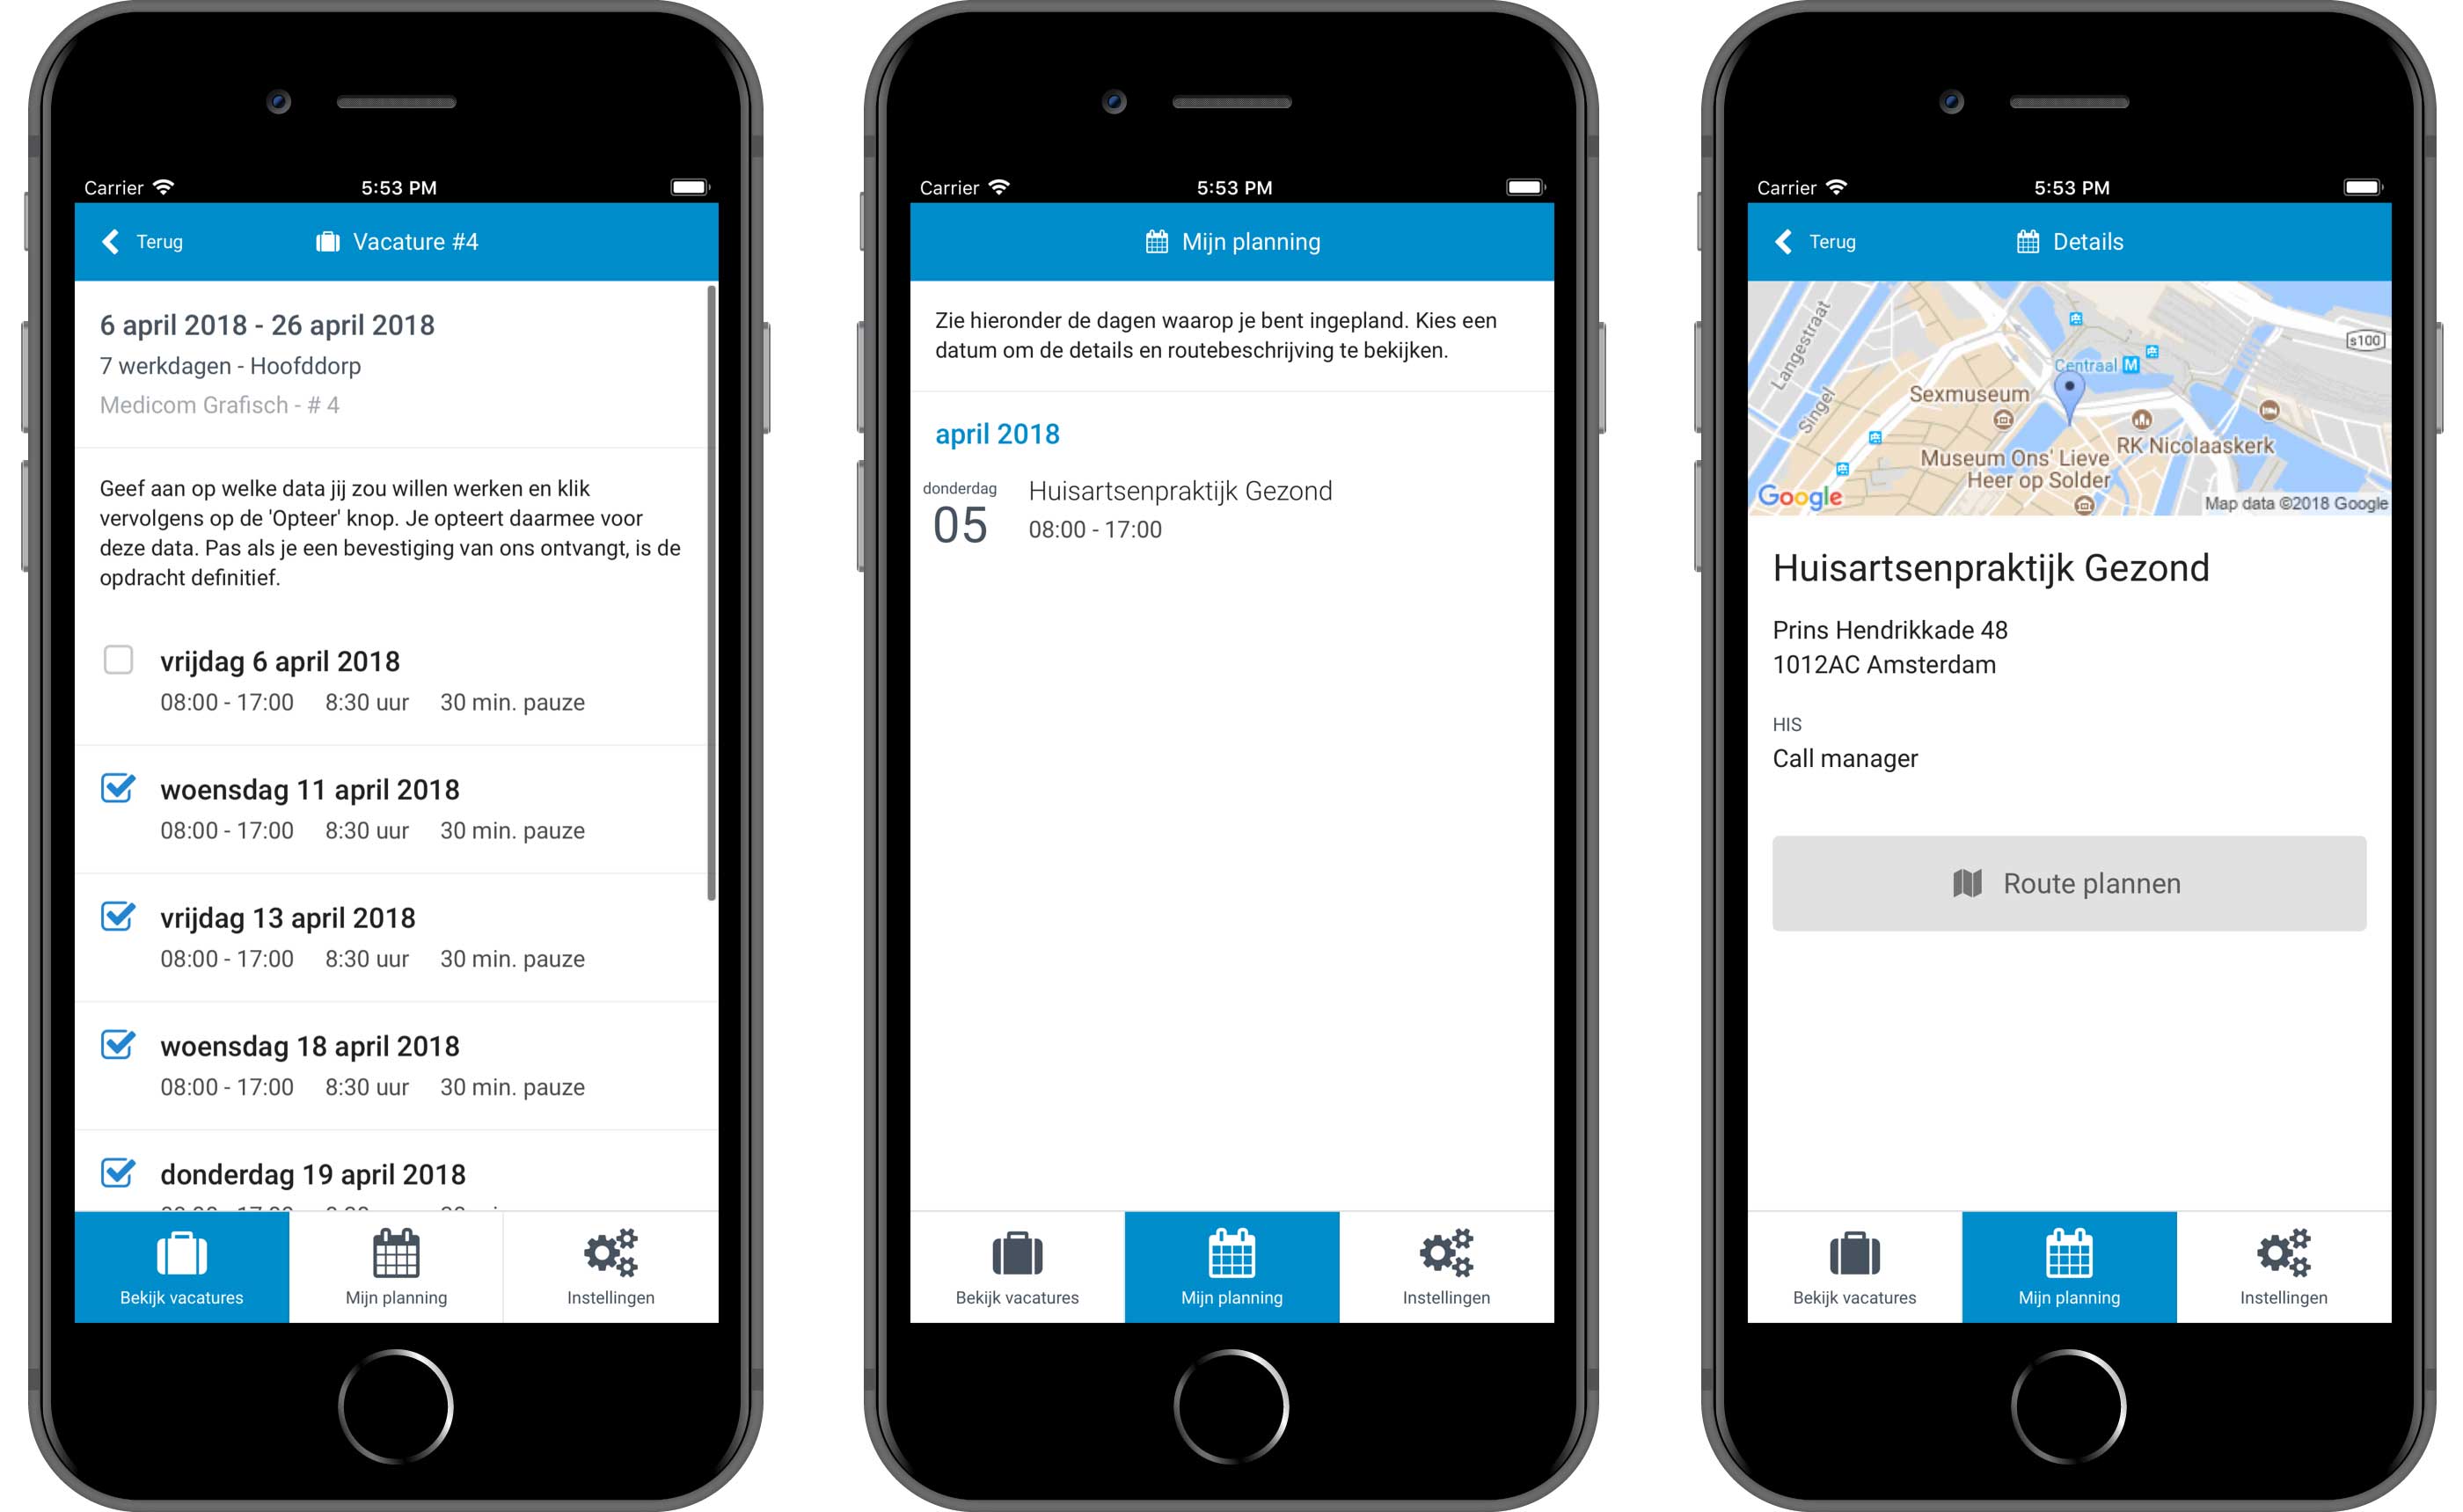 Carrier 5:53 PM
Terug Vacature #4
6 april 2018 - 26 april 2018
7 werkdagen - Hoofddorp
Medicom Grafisch - # 4
Geef aan op welke data jij zou willen werken en klik
vervolgens op de 'Opteer' knop. Je opteert daarmee voor
deze data. Pas als je een bevestiging van ons ontvangt, is de
opdracht definitief.
vrijdag 6 april 2018
08:00 - 17:00 8:30 uur 30 min. pauze
woensdag 11 april 2018
08:00 - 17:00 8:30 uur 30 min. pauze
vrijdag 13 april 2018
08:00 - 17:00 8:30 uur 30 min. pauze
woensdag 18 april 2018
08:00 - 17:00 8:30 uur 30 min. pauze
donderdag 19 april 2018
Bekijk vacatures Mijn planning Instellingen
Carrier 5:53 PM
Mijn planning
Zie hieronder de dagen waarop je bent ingepland. Kies een
datum om de details en routebeschrijving te bekijken.
april 2018
donderdag
05
Huisartsenpraktijk Gezond
08:00 - 17:00
Bekijk vacatures Mijn planning Instellingen
Carrier 5:53 PM
Terug Details
Langestraat
Singel
s100
Centraal M
Sexmuseum
RK Nicolaaskerk
Museum Ons' Lieve
Heer op Solder
Google
Map data ©2018 Google
Huisartsenpraktijk Gezond
Prins Hendrikkade 48
1012AC Amsterdam
HIS
Call manager
Route plannen
Bekijk vacatures Mijn planning Instellingen